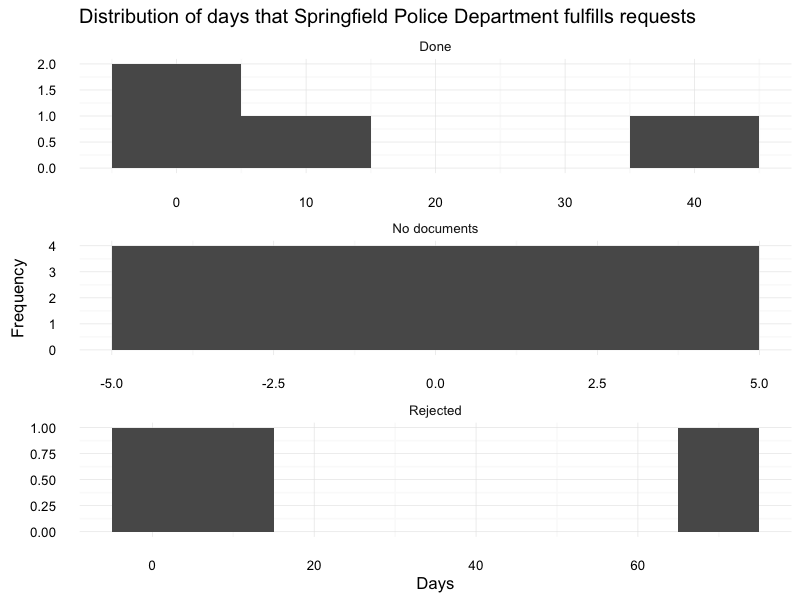 Distribution of days that Springfield Police Department fulfills requests
Done
2.0
1.5
1.0
0.5
0.0
0 10 20 30 40
No documents
4
3
2
1
0
-5.0 -2.5 0.0 2.5 5.0
Frequency
Rejected
1.00
0.75
0.50
0.25
0.00
0 20 40 60
Days